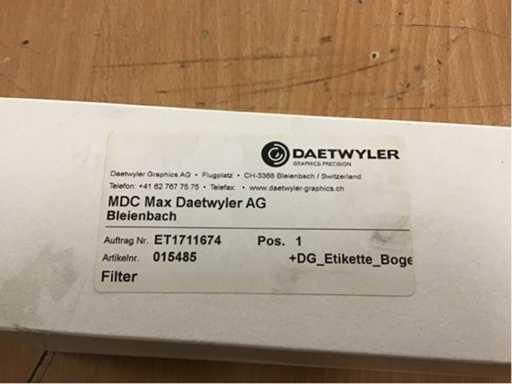 DAETWYLER
GRAPHICS PRECISION
Daetwyler Graphics AG • Flugplatz • CH-3368 Bleienbach / Switzerland
Telefon: +41 62 767 75 75 • Telefax: • www.daetwyler-graphics.ch
MDC Max Daetwyler AG
Bleienbach
Auftrag Nr. ET1711674 Pos. 1
Artikelnr. 015485 +DG_Etikette_Boge
Filter